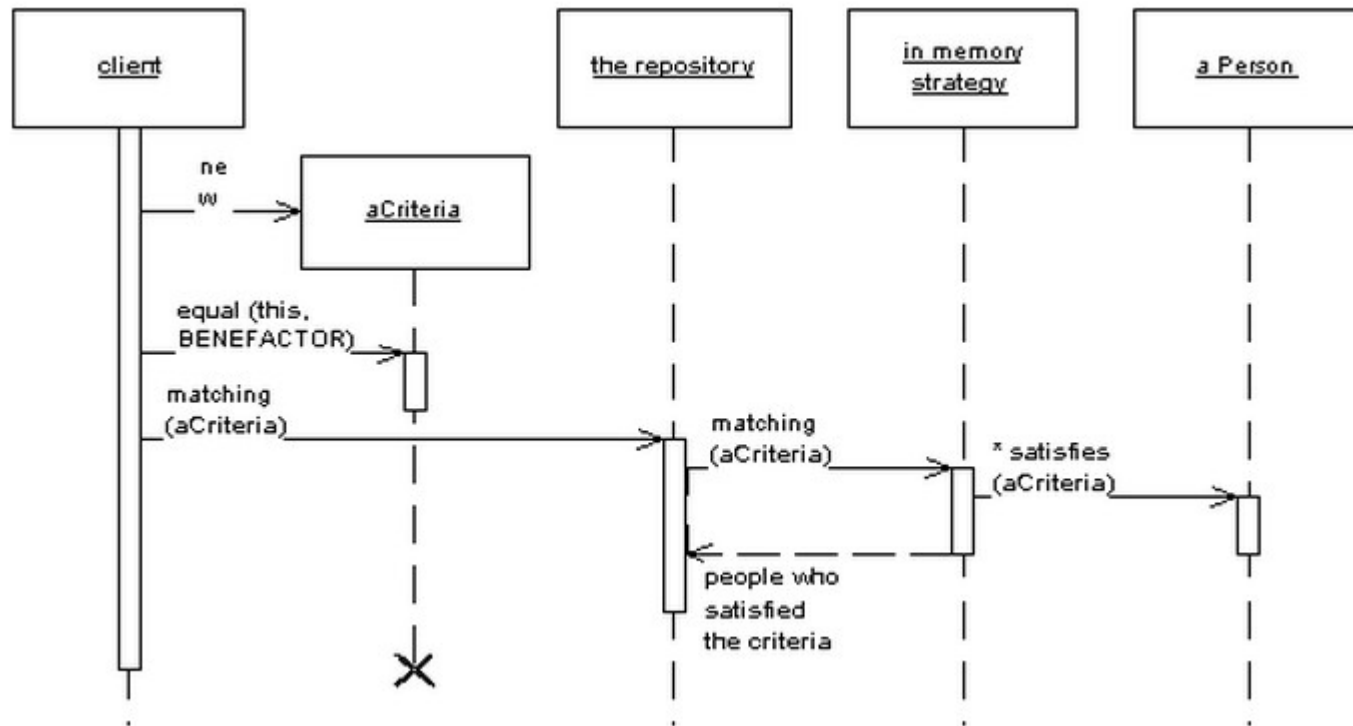 client
the repository
in memory
strategy
a Person
ne
w
aCriteria
equal (this,
BENEFACTOR)
matching
(aCriteria)
matching
(aCriteria)
* satisfies
(aCriteria)
people who
satisfied
the criteria